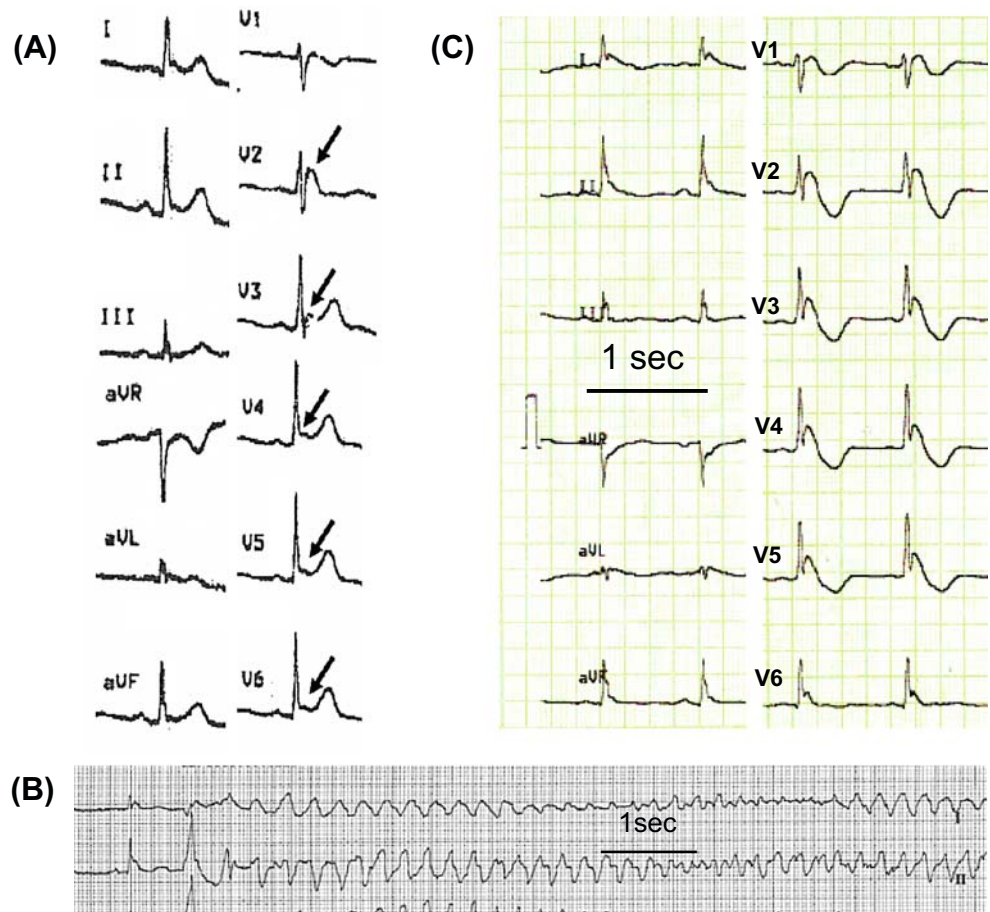 (A)
I
II
III
aVR
aVL
aVF
V1
V2
V3
V4
V5
V6
(C)
I
II
III
1 sec
aVR
aVL
aVF
V1
V2
V3
V4
V5
V6
(B)
1sec
I
II